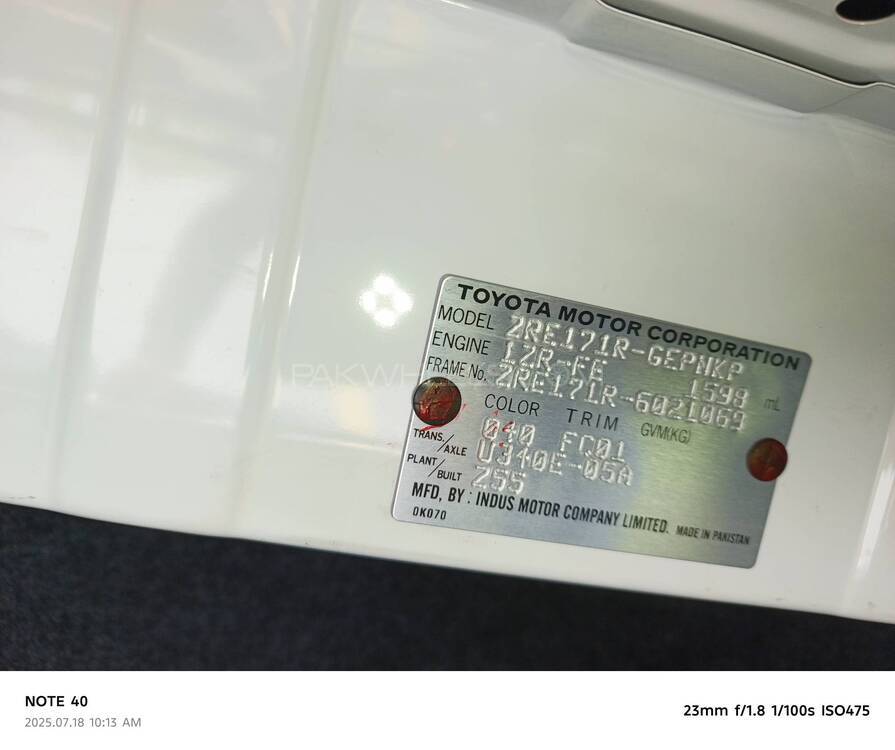 TOYOTA MOTOR CORPORATION
MODEL ZRE171R-GEPNKP
ENGINE 1ZR-FE 1598 mL
FRAME No. ZRE171R-6021069
COLOR TRIM GVM(KG)
040 FC01
TRANS./AXLE U340E-05A
PLANT/BUILT Z55
MFD, BY : INDUS MOTOR COMPANY LIMITED. MADE IN PAKISTAN
0K070
NOTE 40
2025.07.18 10:13 AM
23mm f/1.8 1/100s ISO475